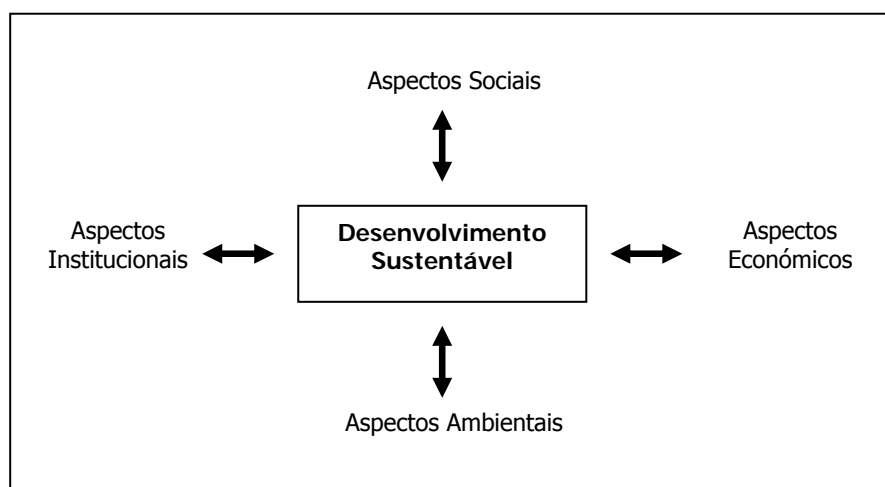 Aspectos Sociais
Aspectos
Institucionais
Desenvolvimento
Sustentável
Aspectos
Económicos
Aspectos Ambientais